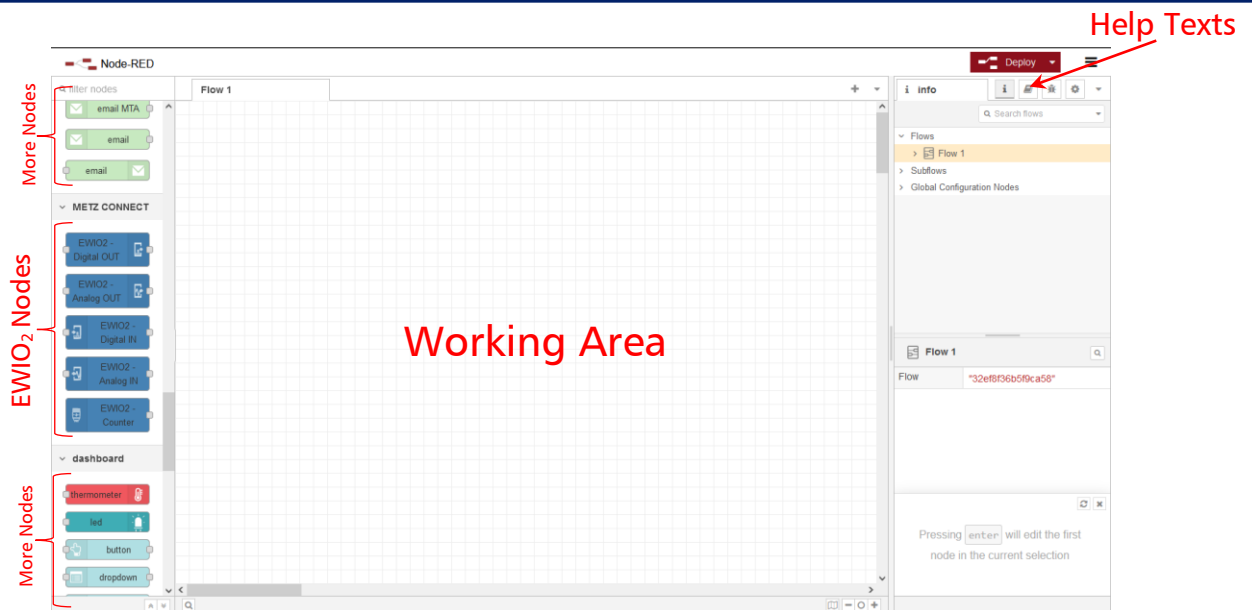 Help Texts
Node-RED
Deploy
filter nodes
Flow 1
i info
i
Search flows
More Nodes
email MTA
email
email
Flows
Flow 1
Subflows
Global Configuration Nodes
METZ CONNECT
EWIO₂ Nodes
EWIO2 -
Digital OUT
EWIO2 -
Analog OUT
EWIO2 -
Digital IN
EWIO2 -
Analog IN
EWIO2 -
Counter
Working Area
Flow 1
Flow "32ef8f36b5f9ca58"
dashboard
More Nodes
thermometer
led
button
dropdown
Pressing enter will edit the first
node in the current selection